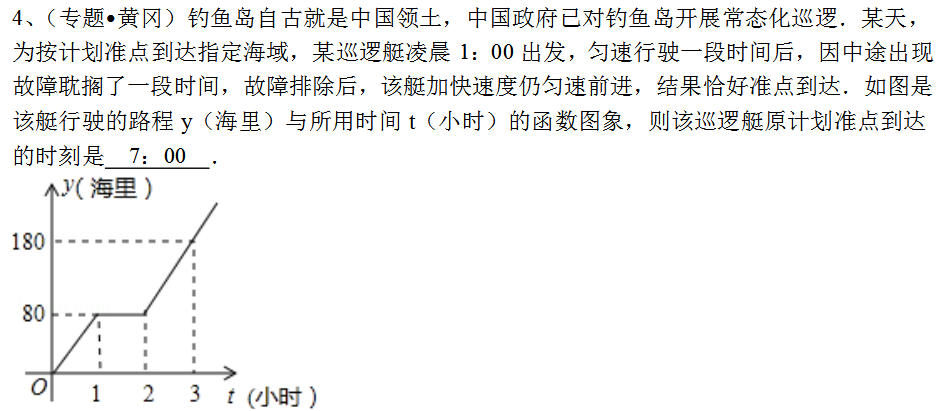 4、（专题•黄冈）钓鱼岛自古就是中国领土，中国政府已对钓鱼岛开展常态化巡逻．某天，
为按计划准点到达指定海域，某巡逻艇凌晨 1：00 出发，匀速行驶一段时间后，因中途出现
故障耽搁了一段时间，故障排除后，该艇加快速度仍匀速前进，结果恰好准点到达．如图是
该艇行驶的路程 y（海里）与所用时间 t（小时）的函数图象，则该巡逻艇原计划准点到达
的时刻是 7：00 ．
y(海里)
180
80
O 1 2 3 t (小时)